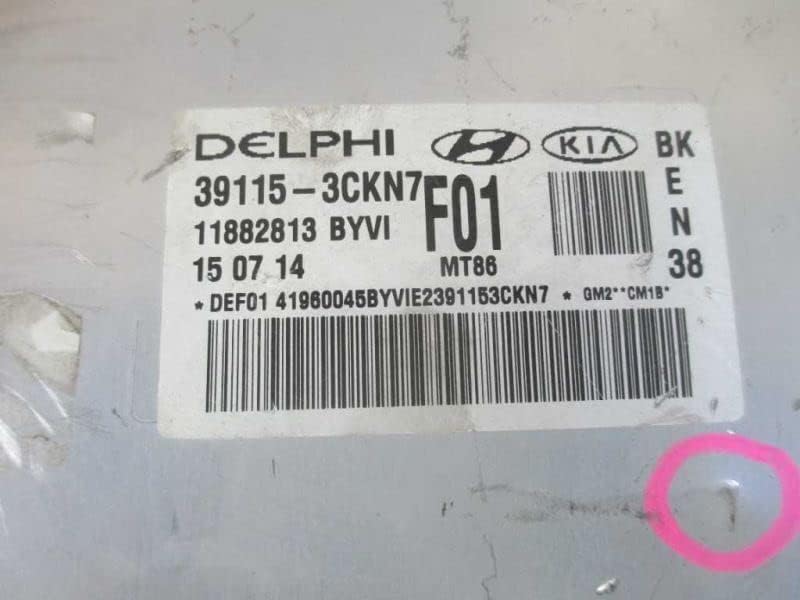 DELPHI KIA BK
39115-3CKN7 F01 E
11882813 BYVI N
15 07 14 MT86 38
* DEF01 41960045BYVIE2391153CKN7 * GM2**CM1B*